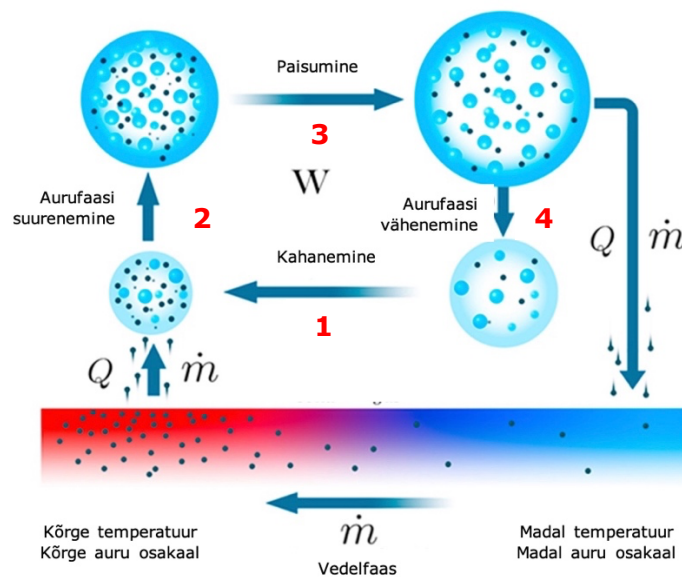 Paisumine
3
W
Aurufaasi
suurenemine
2
Aurufaasi
vähenemine
4
Q
ṁ
Kahanemine
1
Q
ṁ
ṁ
Kõrge temperatuur
Kõrge auru osakaal
Vedelfaas
Madal temperatuur
Madal auru osakaal